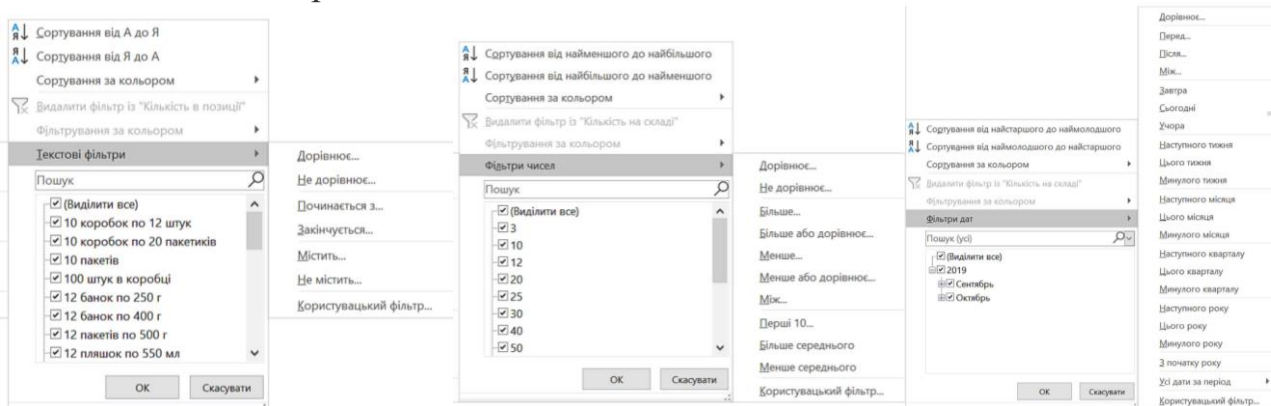 Сортування від А до Я
Сортування від Я до А
Сортування за кольором
Видалити фільтр із "Кількість в позиції"
Фільтрування за кольором
Текстові фільтри
Пошук
(Виділити все)
10 коробок по 12 штук
10 коробок по 20 пакетиків
10 пакетів
100 штук в коробці
12 банок по 250 г
12 банок по 400 г
12 пакетів по 500 г
12 пляшок по 550 мл
ОК
Скасувати
Дорівнює...
Не дорівнює...
Починається з...
Закінчується...
Містить...
Не містить...
Користувацький фільтр...
Сортування від найменшого до найбільшого
Сортування від найбільшого до найменшого
Сортування за кольором
Видалити фільтр із "Кількість на складі"
Фільтрування за кольором
Фільтри чисел
Пошук
(Виділити все)
3
10
12
20
25
30
40
50
ОК
Скасувати
Дорівнює...
Не дорівнює...
Більше...
Більше або дорівнює...
Менше...
Менше або дорівнює...
Між...
Перші 10...
Більше середнього
Менше середнього
Користувацький фільтр...
Сортування від найстаршого до наймолодшого
Сортування від наймолодшого до найстаршого
Сортування за кольором
Видалити фільтр із "Кількість на складі"
Фільтрування за кольором
Фільтри дат
Пошук (усі)
(Виділити все)
2019
Сентябрь
Октябрь
ОК
Скасувати
Дорівнює...
Перед...
Після...
Між...
Завтра
Сьогодні
Учора
Наступного тижня
Цього тижня
Минулого тижня
Наступного місяця
Цього місяця
Минулого місяця
Наступного кварталу
Цього кварталу
Минулого кварталу
Наступного року
Цього року
Минулого року
З початку року
Усі дати за період
Користувацький фільтр...